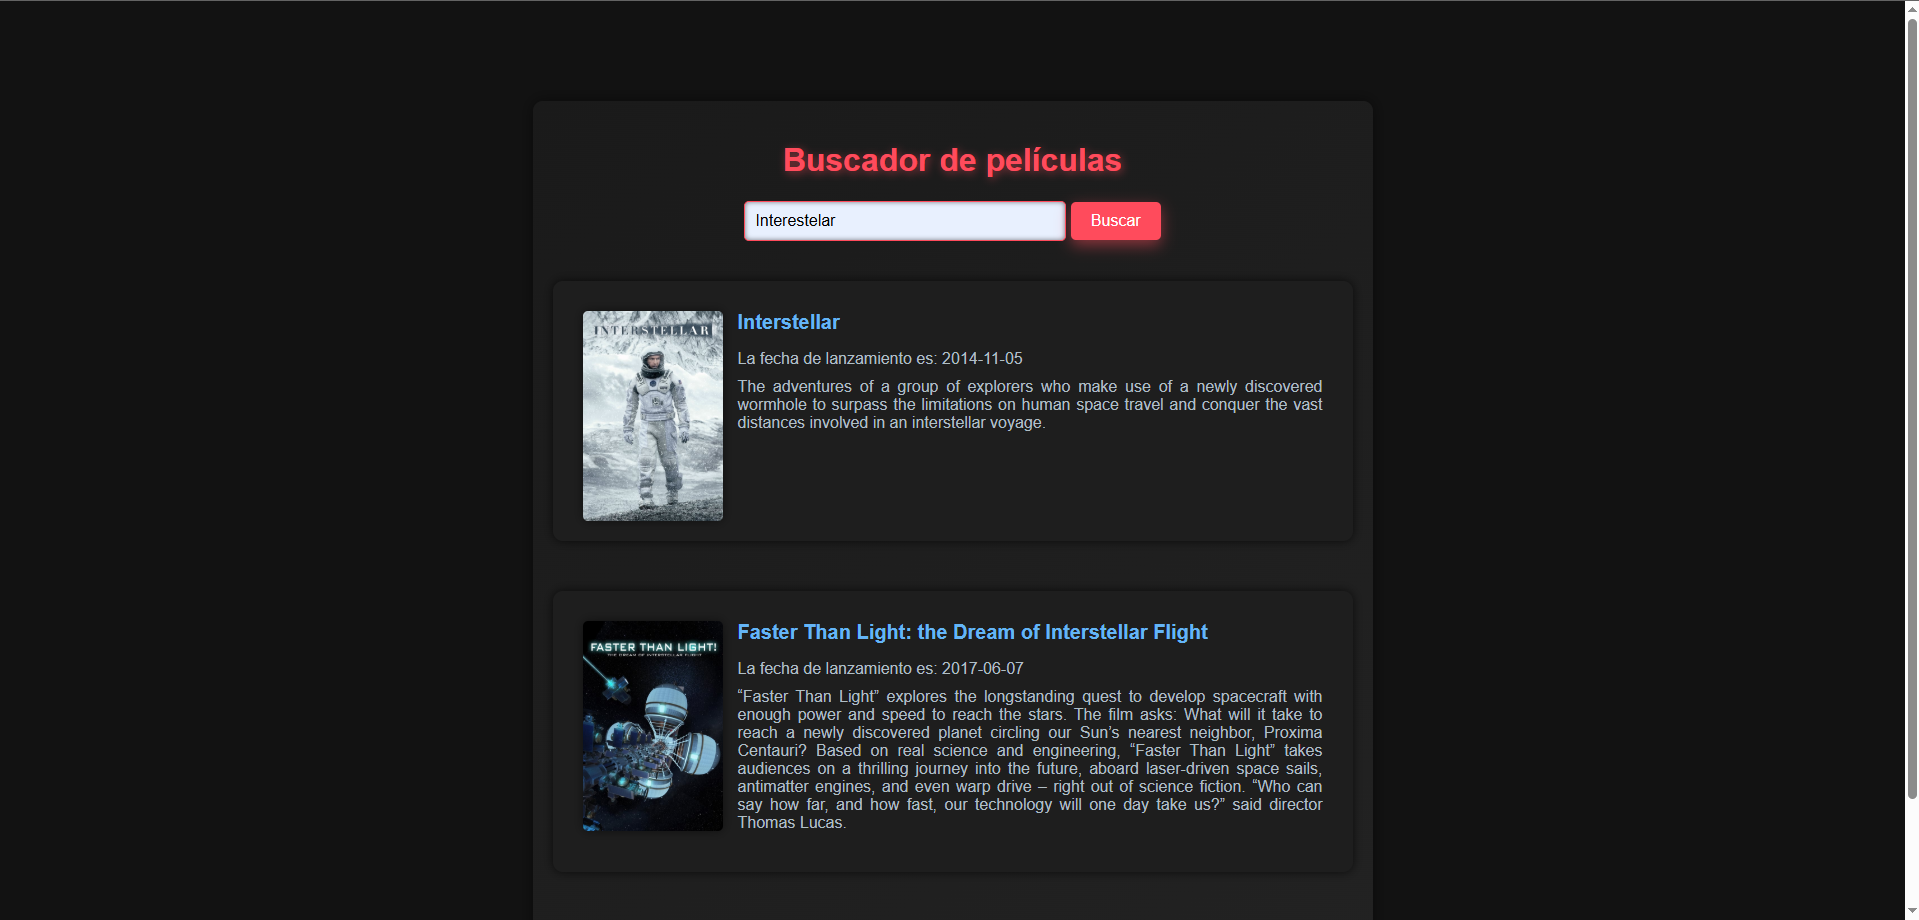 Buscador de películas
Interestelar
Buscar
INTERSTELLAR
Interstellar
La fecha de lanzamiento es: 2014-11-05
The adventures of a group of explorers who make use of a newly discovered
wormhole to surpass the limitations on human space travel and conquer the vast
distances involved in an interstellar voyage.
FASTER THAN LIGHT!
THE DREAM OF INTERSTELLAR FLIGHT
Faster Than Light: the Dream of Interstellar Flight
La fecha de lanzamiento es: 2017-06-07
“Faster Than Light” explores the longstanding quest to develop spacecraft with
enough power and speed to reach the stars. The film asks: What will it take to
reach a newly discovered planet circling our Sun’s nearest neighbor, Proxima
Centauri? Based on real science and engineering, “Faster Than Light” takes
audiences on a thrilling journey into the future, aboard laser-driven space sails,
antimatter engines, and even warp drive – right out of science fiction. “Who can
say how far, and how fast, our technology will one day take us?” said director
Thomas Lucas.